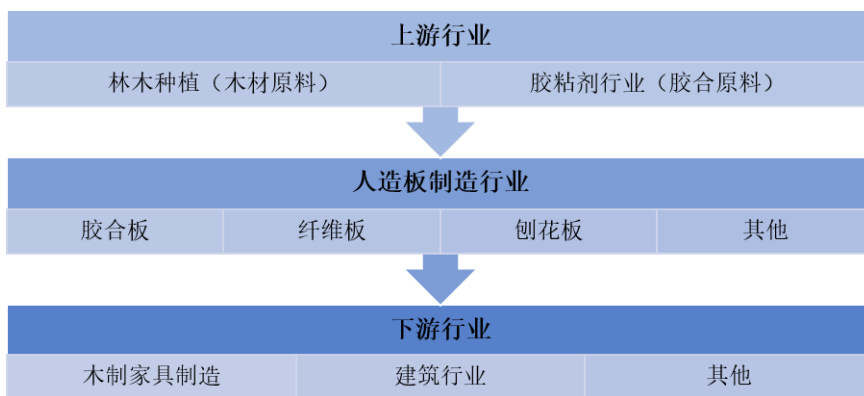 上游行业
林木种植（木材原料） 胶粘剂行业（胶合原料）
人造板制造行业
胶合板 纤维板 刨花板 其他
下游行业
木制家具制造 建筑行业 其他